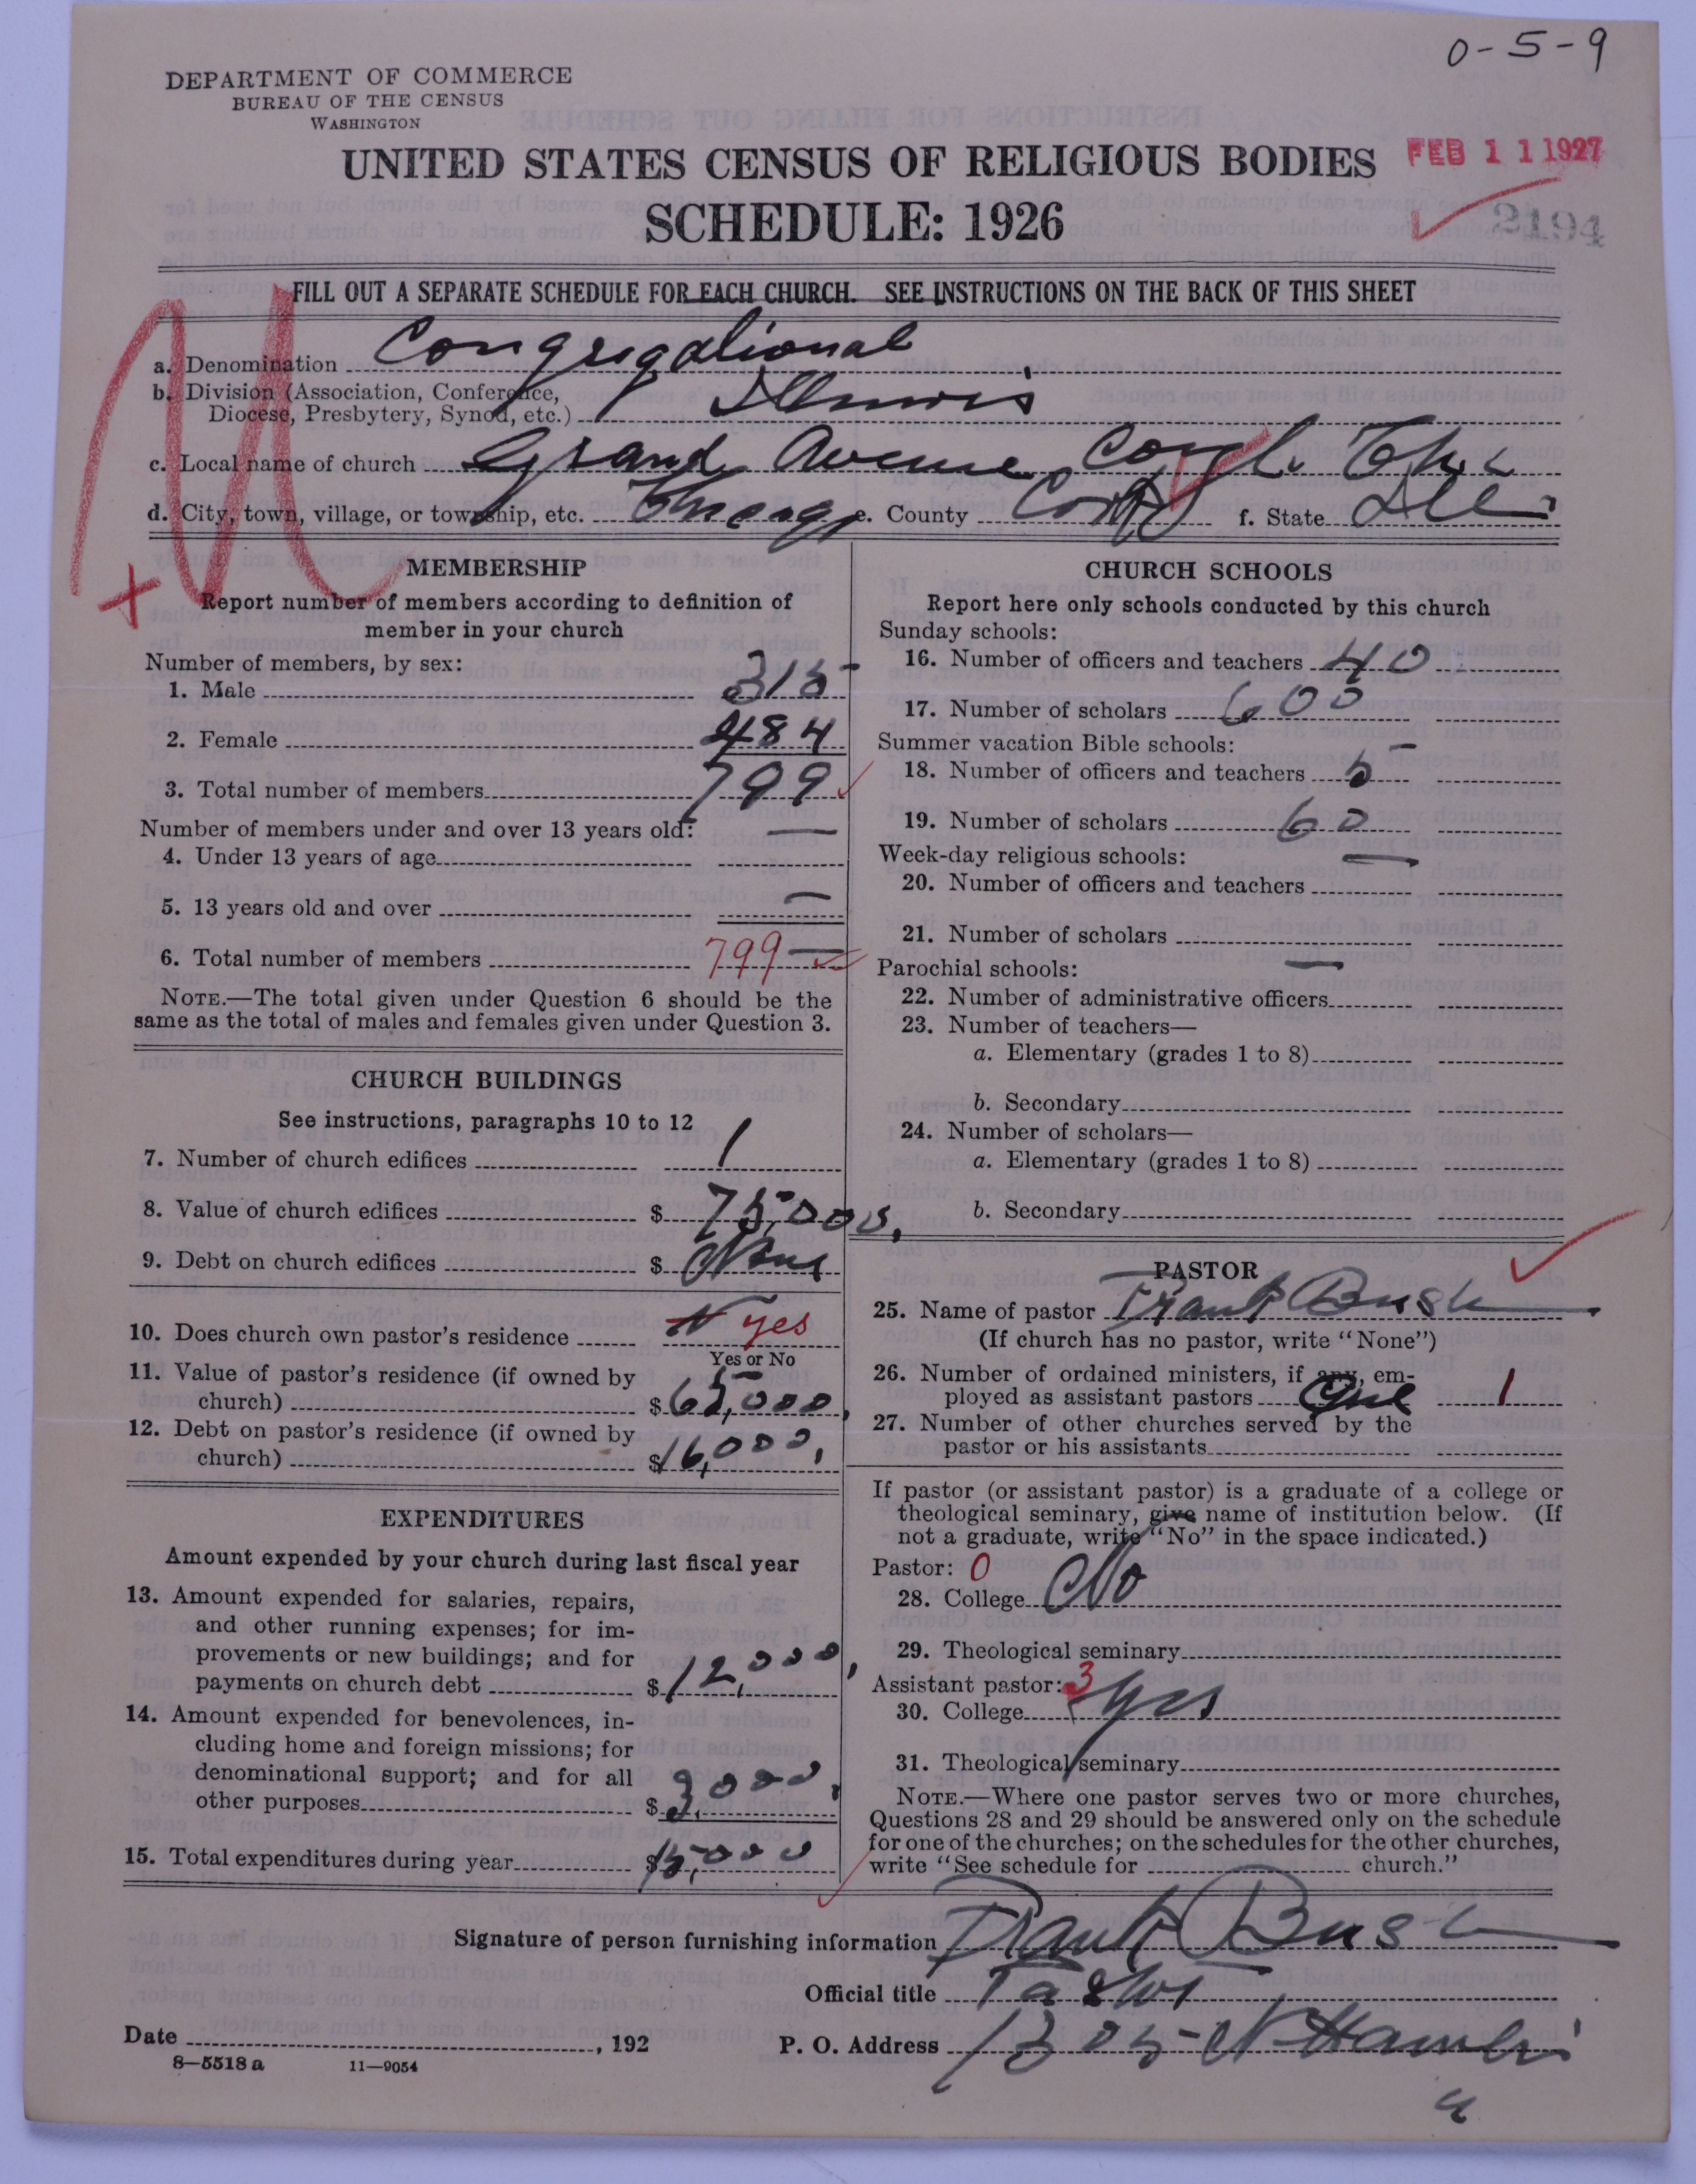 0-5-9
DEPARTMENT OF COMMERCE
BUREAU OF THE CENSUS
WASHINGTON
UNITED STATES CENSUS OF RELIGIOUS BODIES
FEB 11 1927
SCHEDULE: 1926
2194
FILL OUT A SEPARATE SCHEDULE FOR EACH CHURCH. SEE INSTRUCTIONS ON THE BACK OF THIS SHEET
a. Denomination Congregational
b. Division (Association, Conference,
Diocese, Presbytery, Synod, etc.) Illinois
c. Local name of church Grand Avenue Congl.
d. City, town, village, or township, etc. Chicago e. County Cook f. State Ill
MEMBERSHIP
Report number of members according to definition of
member in your church
Number of members, by sex:
1. Male 315
2. Female 484
3. Total number of members 799
Number of members under and over 13 years old: —
4. Under 13 years of age
5. 13 years old and over —
6. Total number of members 799 —
NOTE.—The total given under Question 6 should be the
same as the total of males and females given under Question 3.
CHURCH BUILDINGS
See instructions, paragraphs 10 to 12
7. Number of church edifices 1
8. Value of church edifices $ 75,000.
9. Debt on church edifices $ None
10. Does church own pastor's residence N yes
Yes or No
11. Value of pastor's residence (if owned by
church) $ 65,000.
12. Debt on pastor's residence (if owned by
church) $ 16,000.
EXPENDITURES
Amount expended by your church during last fiscal year
13. Amount expended for salaries, repairs,
and other running expenses; for im-
provements or new buildings; and for
payments on church debt $ 12,000.
14. Amount expended for benevolences, in-
cluding home and foreign missions; for
denominational support; and for all
other purposes $ 3,000.
15. Total expenditures during year $ 15,000
CHURCH SCHOOLS
Report here only schools conducted by this church
Sunday schools:
16. Number of officers and teachers 40
17. Number of scholars 600
Summer vacation Bible schools:
18. Number of officers and teachers 5
19. Number of scholars 60
Week-day religious schools: —
20. Number of officers and teachers
21. Number of scholars
Parochial schools: —
22. Number of administrative officers
23. Number of teachers—
a. Elementary (grades 1 to 8)
b. Secondary
24. Number of scholars—
a. Elementary (grades 1 to 8)
b. Secondary
PASTOR
25. Name of pastor Frank Bush
(If church has no pastor, write "None")
26. Number of ordained ministers, if any, em-
ployed as assistant pastors One 1
27. Number of other churches served by the
pastor or his assistants
If pastor (or assistant pastor) is a graduate of a college or
theological seminary, give name of institution below. (If
not a graduate, write "No" in the space indicated.)
Pastor: 0
28. College No
29. Theological seminary
Assistant pastor: 3
30. College yes
31. Theological seminary
NOTE.—Where one pastor serves two or more churches,
Questions 28 and 29 should be answered only on the schedule
for one of the churches; on the schedules for the other churches,
write "See schedule for church."
Signature of person furnishing information Frank Bush
Official title Pastor
Date , 192 P. O. Address 1305 N Hamlin
8—5518 a 11—9054